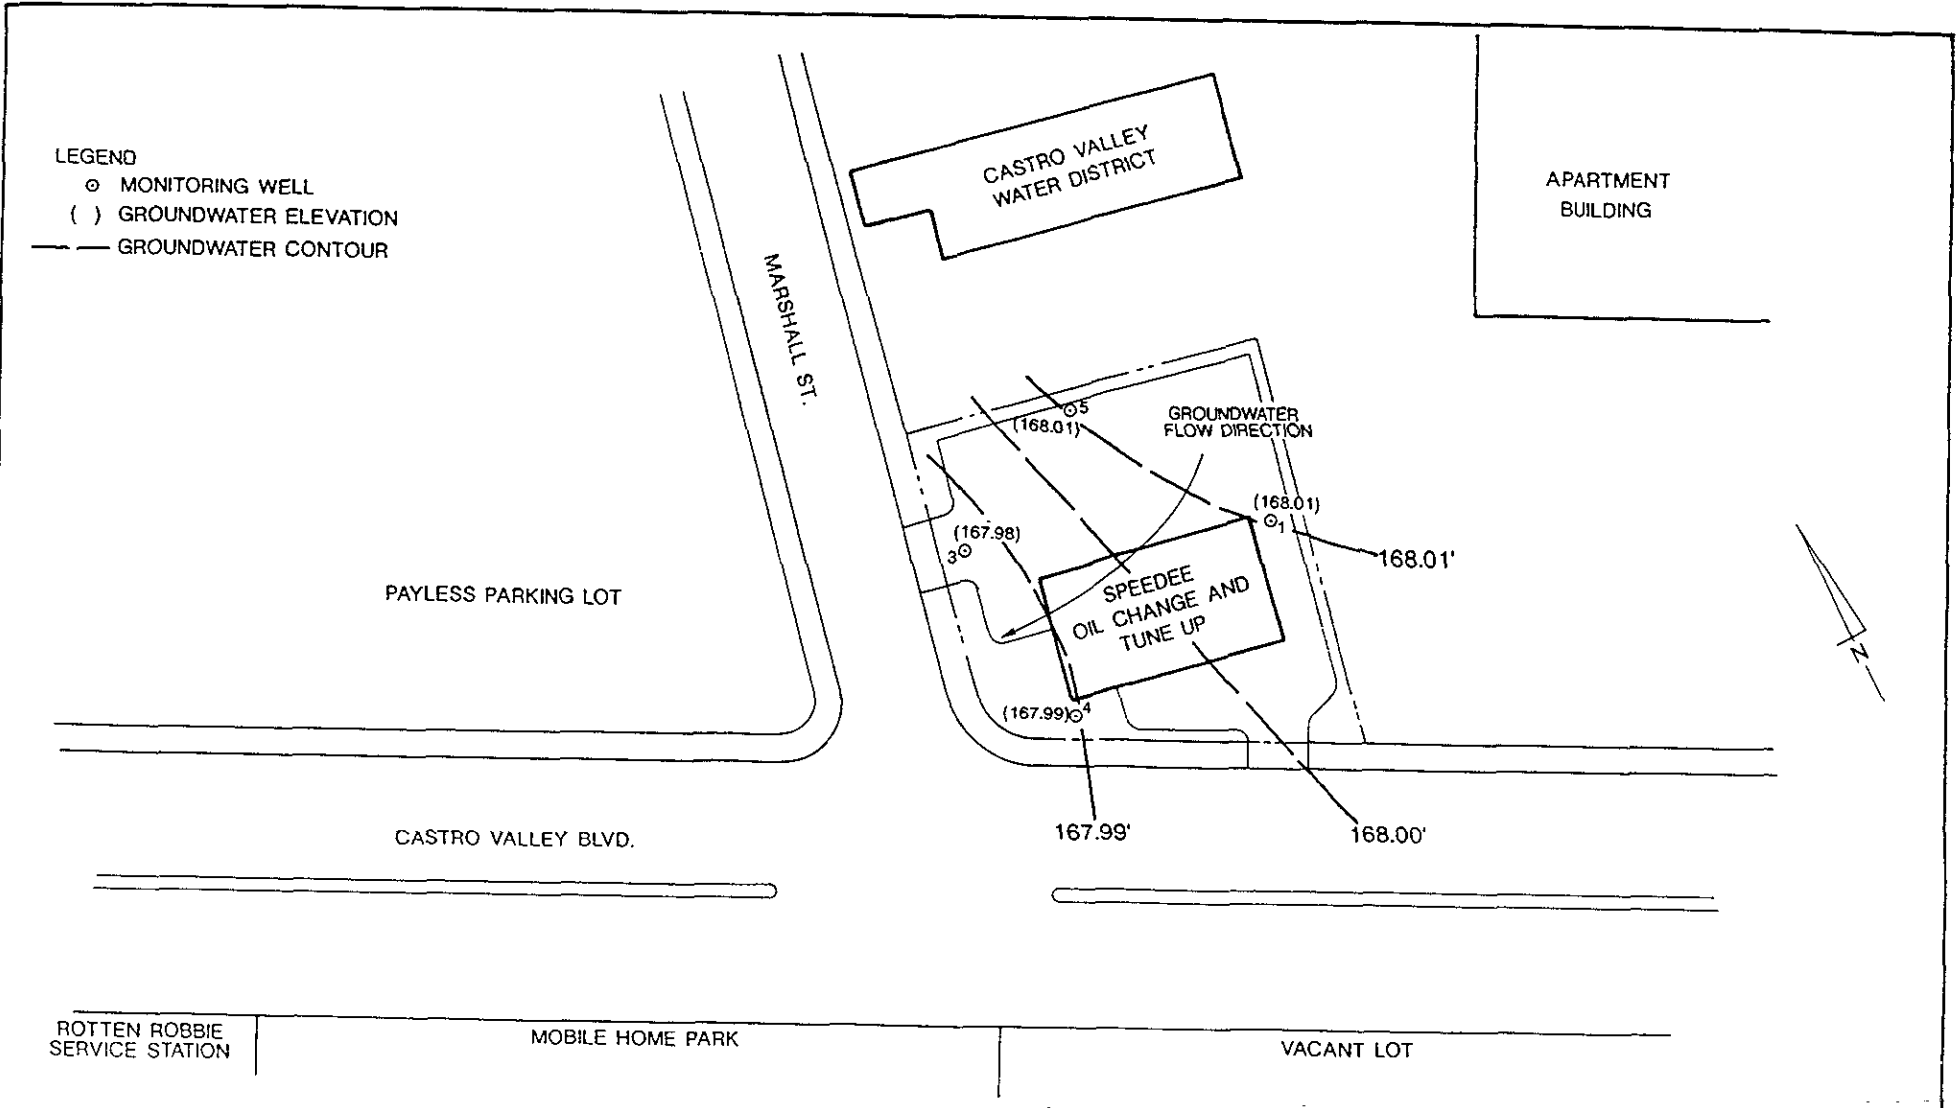 LEGEND
⊙ MONITORING WELL
( ) GROUNDWATER ELEVATION
GROUNDWATER CONTOUR
MARSHALL ST.
CASTRO VALLEY
WATER DISTRICT
APARTMENT
BUILDING
5
(168.01)
GROUNDWATER
FLOW DIRECTION
(168.01)
1
168.01'
(167.98)
3
PAYLESS PARKING LOT
SPEEDEE
OIL CHANGE AND
TUNE UP
N
(167.99)
4
167.99'
168.00'
CASTRO VALLEY BLVD.
ROTTEN ROBBIE
SERVICE STATION
MOBILE HOME PARK
VACANT LOT